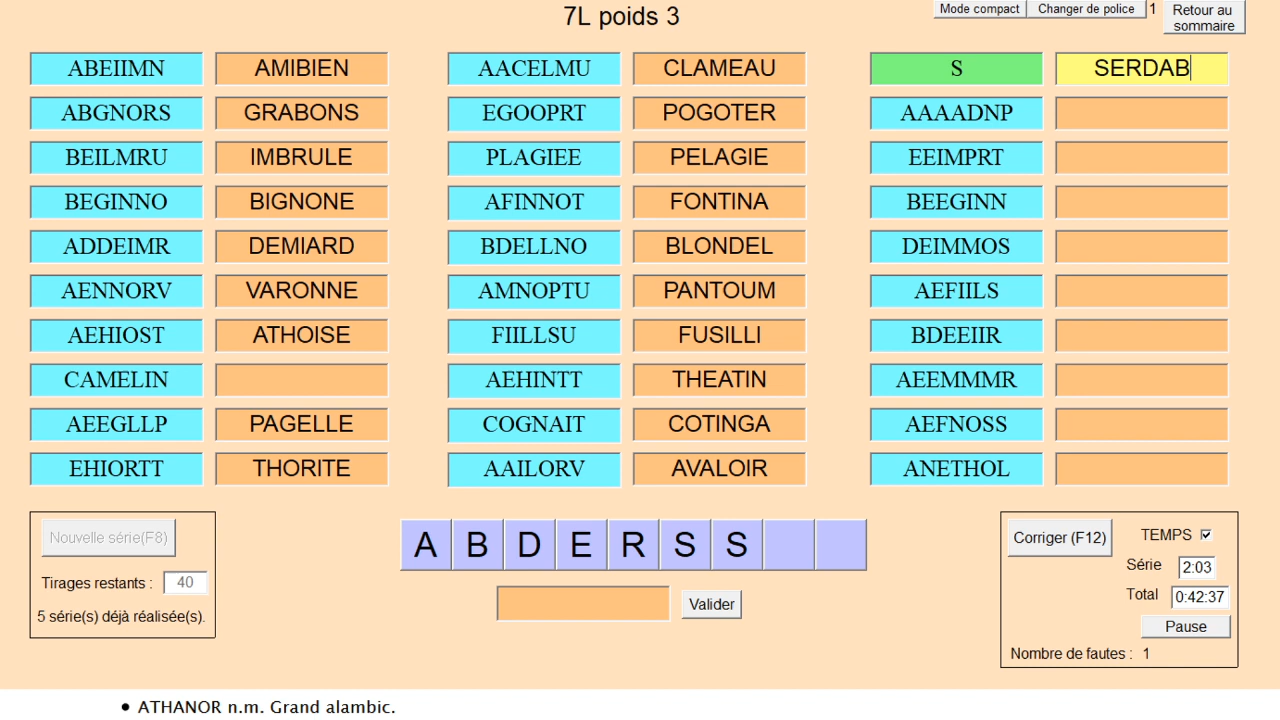 7L poids 3
Mode compact Changer de police 1 Retour au
sommaire
ABEIIMN AMIBIEN AACELMU CLAMEAU S SERDAB
ABGNORS GRABONS EGOOPRT POGOTER AAAADNP
BEILMRU IMBRULE PLAGIEE PELAGIE EEIMPRT
BEGINNO BIGNONE AFINNOT FONTINA BEEGINN
ADDEIMR DEMIARD BDELLNO BLONDEL DEIMMOS
AENNORV VARONNE AMNOPTU PANTOUM AEFIILS
AEHIOST ATHOISE FIILLSU FUSILLI BDEEIIR
CAMELIN AEHINTT THEATIN AEEMMMR
AEEGLLP PAGELLE COGNAIT COTINGA AEFNOSS
EHIORTT THORITE AAILORV AVALOIR ANETHOL
Nouvelle série(F8)
Tirages restants : 40
5 série(s) déjà réalisée(s).
A B D E R S S
Valider
Corriger (F12) TEMPS
Série 2:03
Total 0:42:37
Pause
Nombre de fautes : 1
• ATHANOR n.m. Grand alambic.